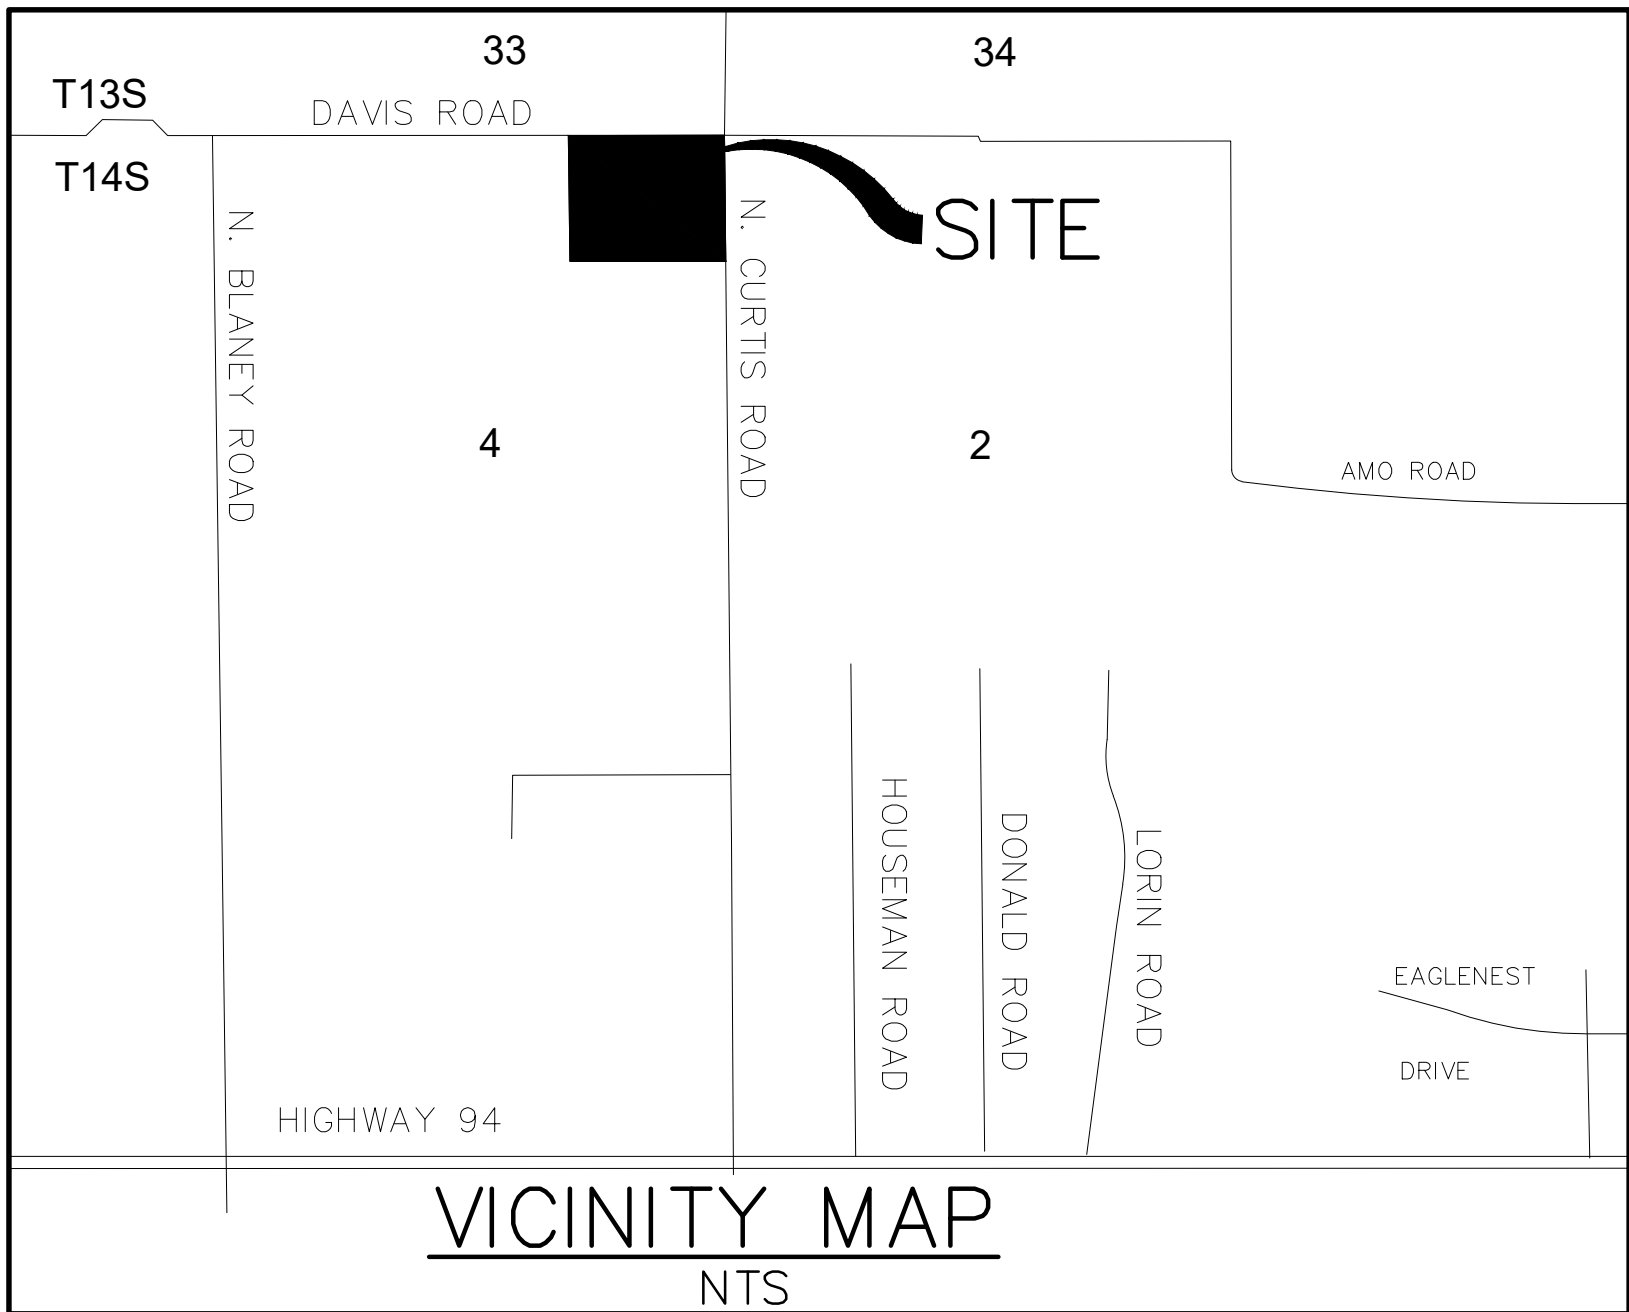 33
34
T13S
DAVIS ROAD
T14S
SITE
N. BLANEY ROAD
N. CURTIS ROAD
4
2
AMO ROAD
HOUSEMAN ROAD
DONALD ROAD
LORIN ROAD
EAGLENEST
DRIVE
HIGHWAY 94
VICINITY MAP
NTS